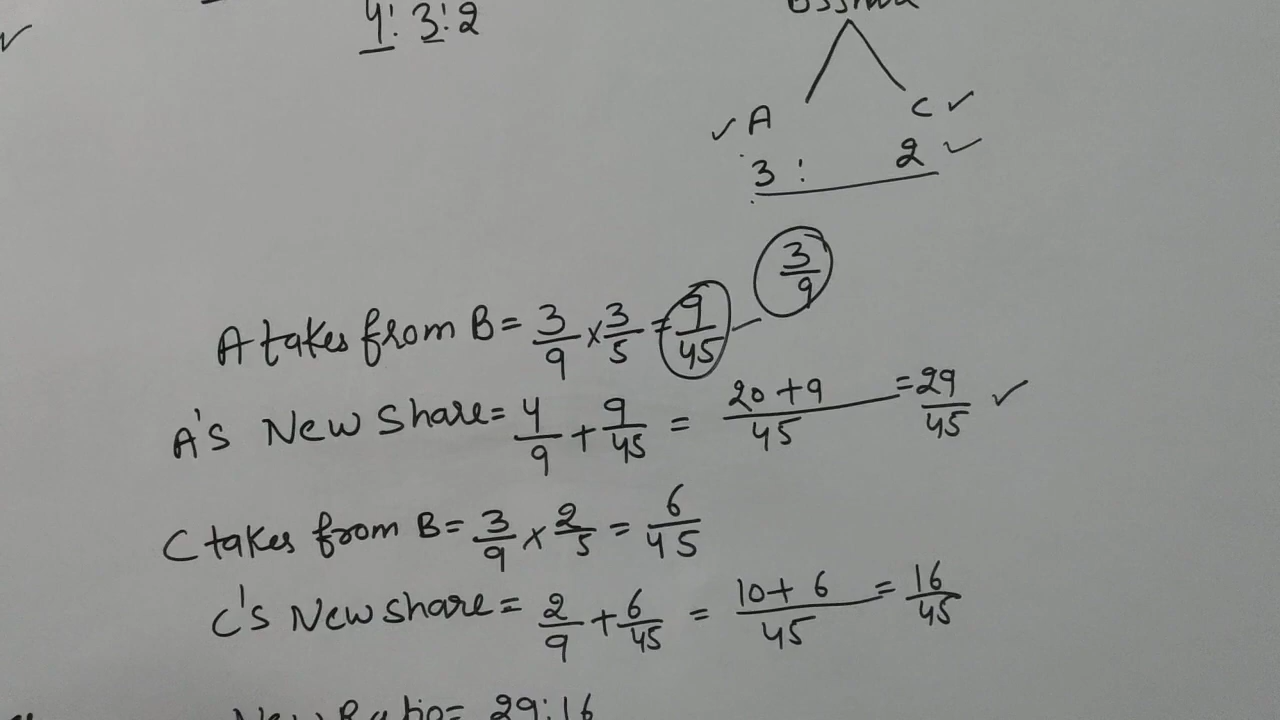 4:3:2
A C
3 : 2
3/9
A takes from B = 3/9 × 3/5 = 9/45
A's New Share = 4/9 + 9/45 = 20+9/45 = 29/45
C takes from B = 3/9 × 2/5 = 6/45
C's New share = 2/9 + 6/45 = 10+6/45 = 16/45
New Ratio = 29:16